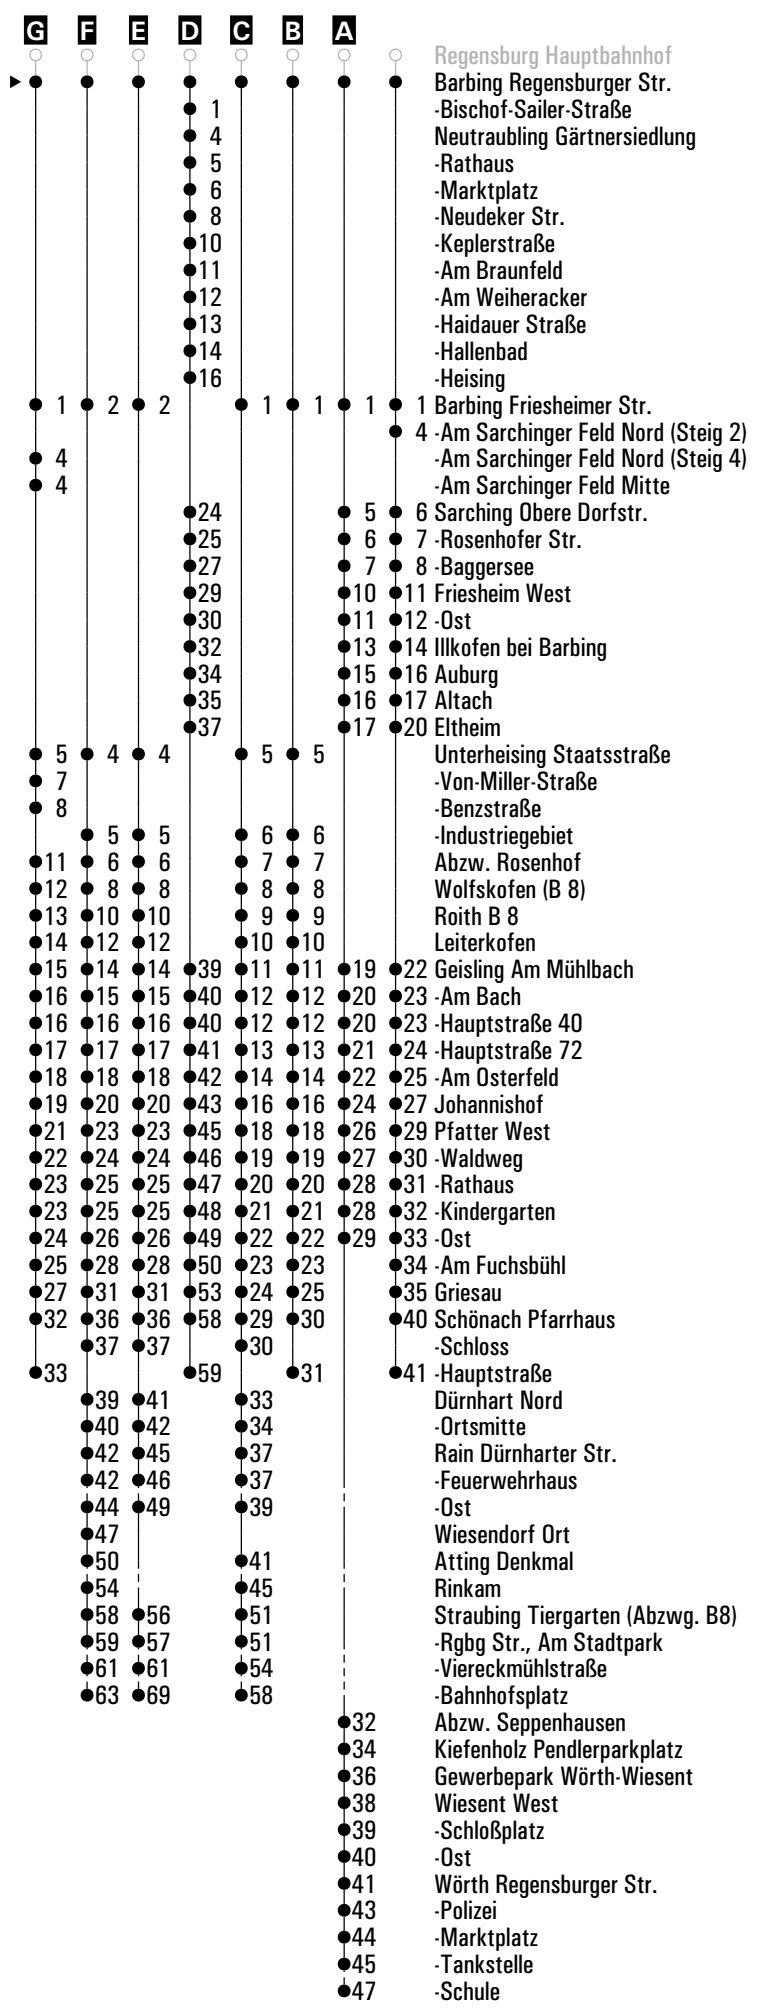 G F E D C B A
Regensburg Hauptbahnhof
Barbing Regensburger Str.
1 -Bischof-Sailer-Straße
4 Neutraubling Gärtnersiedlung
5 -Rathaus
6 -Marktplatz
8 -Neudeker Str.
10 -Keplerstraße
11 -Am Braunfeld
12 -Am Weiheracker
13 -Haidauer Straße
14 -Hallenbad
16 -Heising
1 2 2 1 1 1 1 Barbing Friesheimer Str.
4 -Am Sarchinger Feld Nord (Steig 2)
4 -Am Sarchinger Feld Nord (Steig 4)
4 -Am Sarchinger Feld Mitte
24 5 6 Sarching Obere Dorfstr.
25 6 7 -Rosenhofer Str.
27 7 8 -Baggersee
29 10 11 Friesheim West
30 11 12 -Ost
32 13 14 Illkofen bei Barbing
34 15 16 Auburg
35 16 17 Altach
37 17 20 Eltheim
5 4 4 5 5 Unterheising Staatsstraße
7 -Von-Miller-Straße
8 -Benzstraße
5 5 6 6 -Industriegebiet
11 6 6 7 7 Abzw. Rosenhof
12 8 8 8 8 Wolfskofen (B 8)
13 10 10 9 9 Roith B 8
14 12 12 10 10 Leiterkofen
15 14 14 39 11 11 19 22 Geisling Am Mühlbach
16 15 15 40 12 12 20 23 -Am Bach
16 16 16 40 12 12 20 23 -Hauptstraße 40
17 17 17 41 13 13 21 24 -Hauptstraße 72
18 18 18 42 14 14 22 25 -Am Osterfeld
19 20 20 43 16 16 24 27 Johannishof
21 23 23 45 18 18 26 29 Pfatter West
22 24 24 46 19 19 27 30 -Waldweg
23 25 25 47 20 20 28 31 -Rathaus
23 25 25 48 21 21 28 32 -Kindergarten
24 26 26 49 22 22 29 33 -Ost
25 28 28 50 23 23 34 -Am Fuchsbühl
27 31 31 53 24 25 35 Griesau
32 36 36 58 29 30 40 Schönach Pfarrhaus
37 37 30 -Schloss
33 59 31 41 -Hauptstraße
39 41 33 Dürnhart Nord
40 42 34 -Ortsmitte
42 45 37 Rain Dürnharter Str.
42 46 37 -Feuerwehrhaus
44 49 39 -Ost
47 Wiesendorf Ort
50 41 Atting Denkmal
54 45 Rinkam
58 56 51 Straubing Tiergarten (Abzwg. B8)
59 57 51 -Rgbg Str., Am Stadtpark
61 61 54 -Viereckmühlstraße
63 69 58 -Bahnhofsplatz
32 Abzw. Seppenhausen
34 Kiefenholz Pendlerparkplatz
36 Gewerbepark Wörth-Wiesent
38 Wiesent West
39 -Schloßplatz
40 -Ost
41 Wörth Regensburger Str.
43 -Polizei
44 -Marktplatz
45 -Tankstelle
47 -Schule